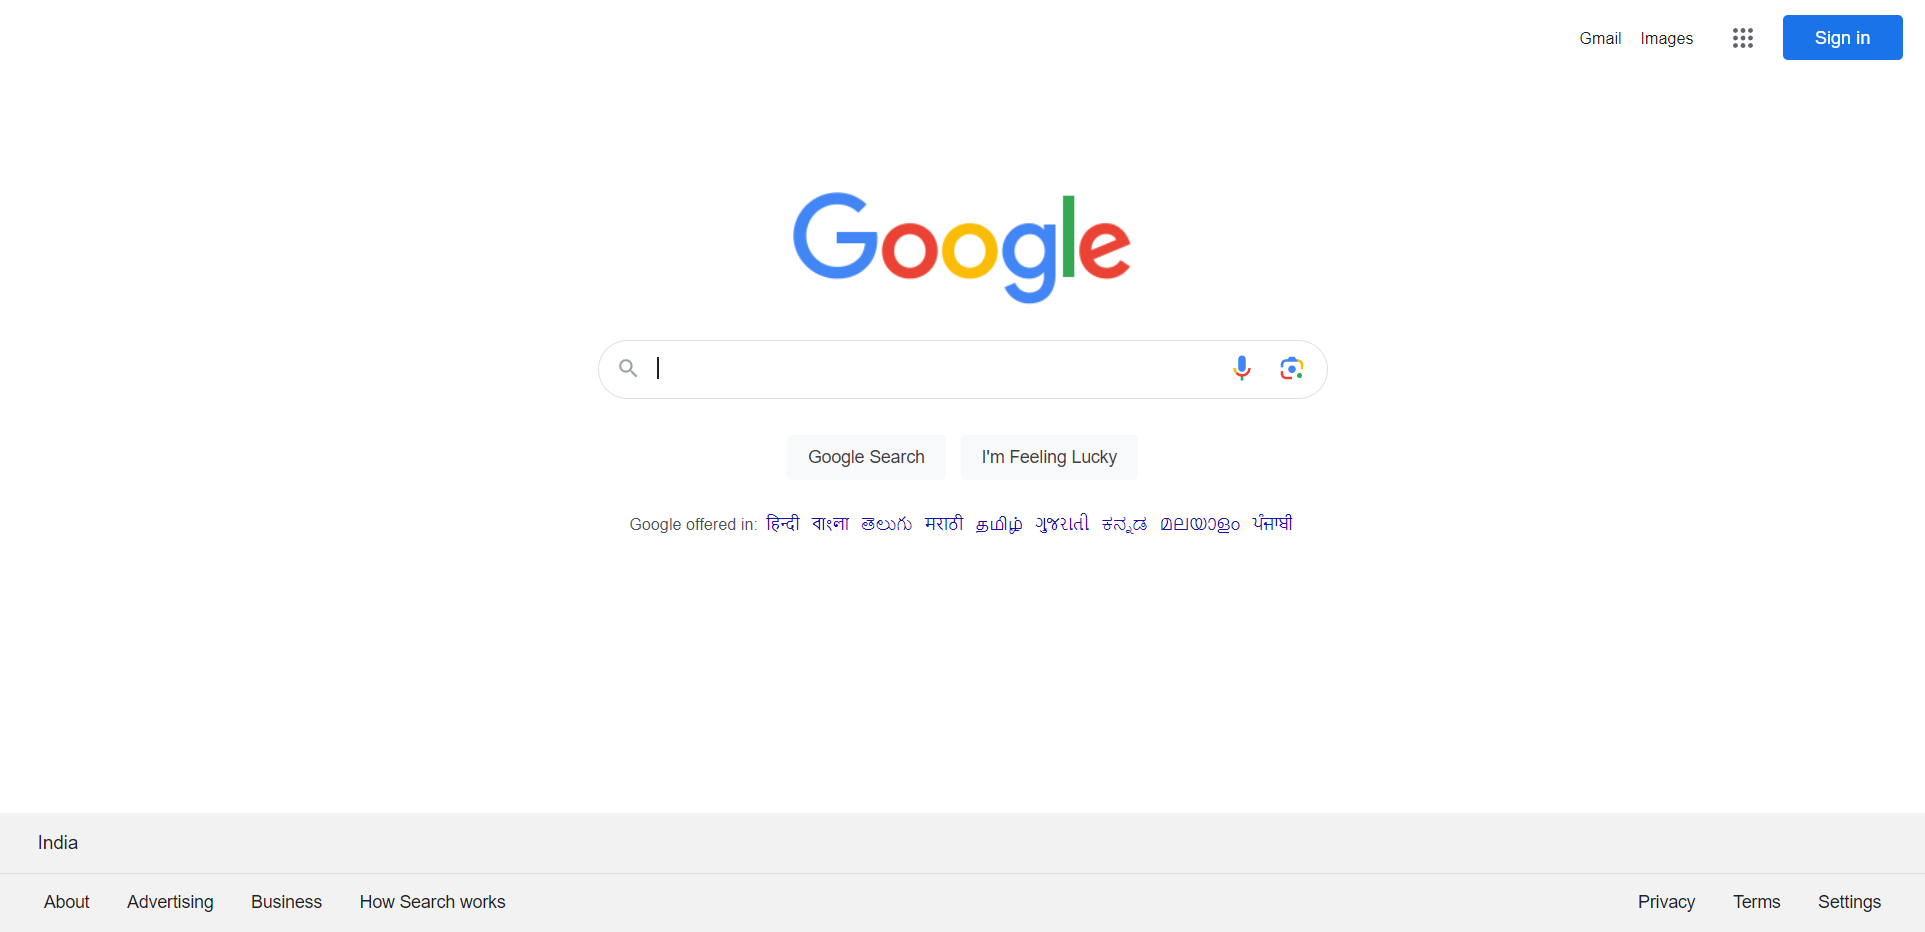 Gmail Images Sign in
Google
Google Search I'm Feeling Lucky
Google offered in: हिन्दी বাংলা తెలుగు मराठी தமிழ் ગુજરાતી ಕನ್ನಡ മലയാളം ਪੰਜਾਬੀ
India
About Advertising Business How Search works Privacy Terms Settings